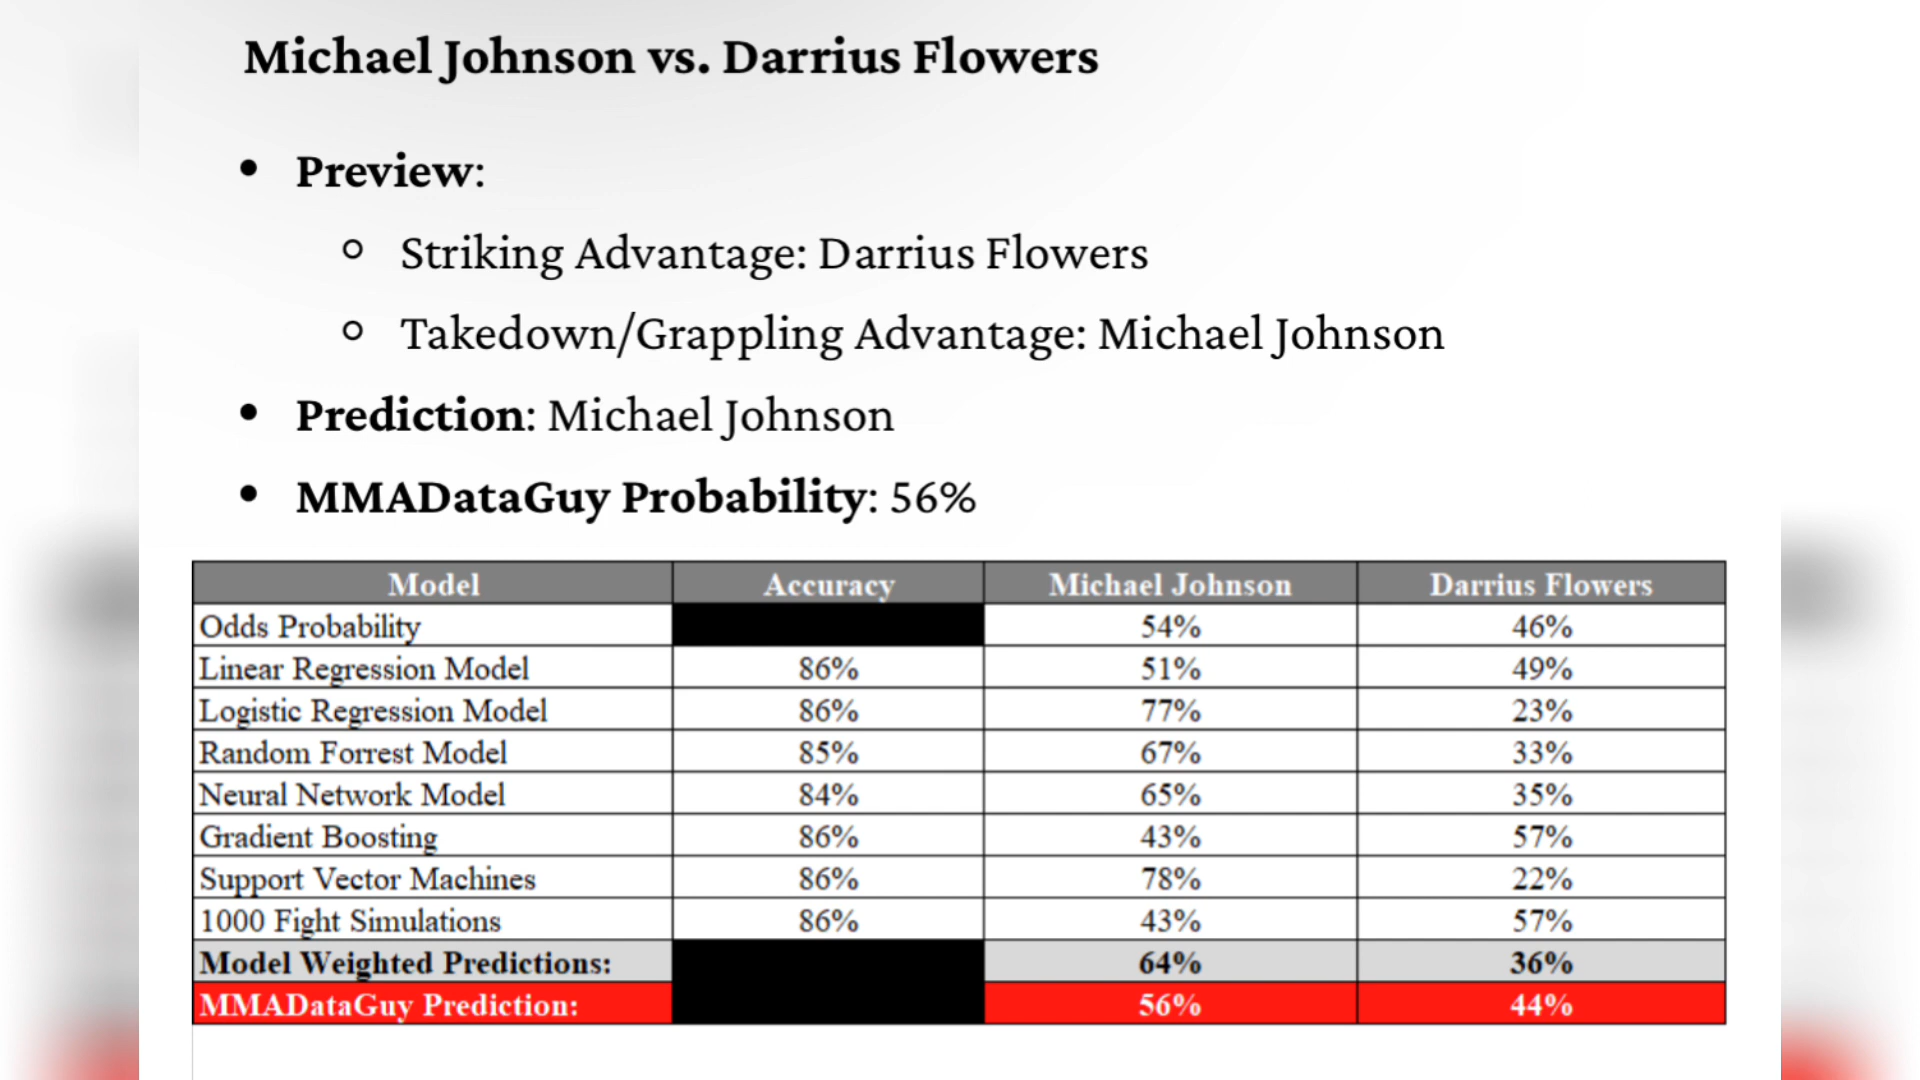 Michael Johnson vs. Darrius Flowers
• Preview:
○ Striking Advantage: Darrius Flowers
○ Takedown/Grappling Advantage: Michael Johnson
• Prediction: Michael Johnson
• MMADataGuy Probability: 56%
Model Accuracy Michael Johnson Darrius Flowers
Odds Probability 54% 46%
Linear Regression Model 86% 51% 49%
Logistic Regression Model 86% 77% 23%
Random Forrest Model 85% 67% 33%
Neural Network Model 84% 65% 35%
Gradient Boosting 86% 43% 57%
Support Vector Machines 86% 78% 22%
1000 Fight Simulations 86% 43% 57%
Model Weighted Predictions: 64% 36%
MMADataGuy Prediction: 56% 44%